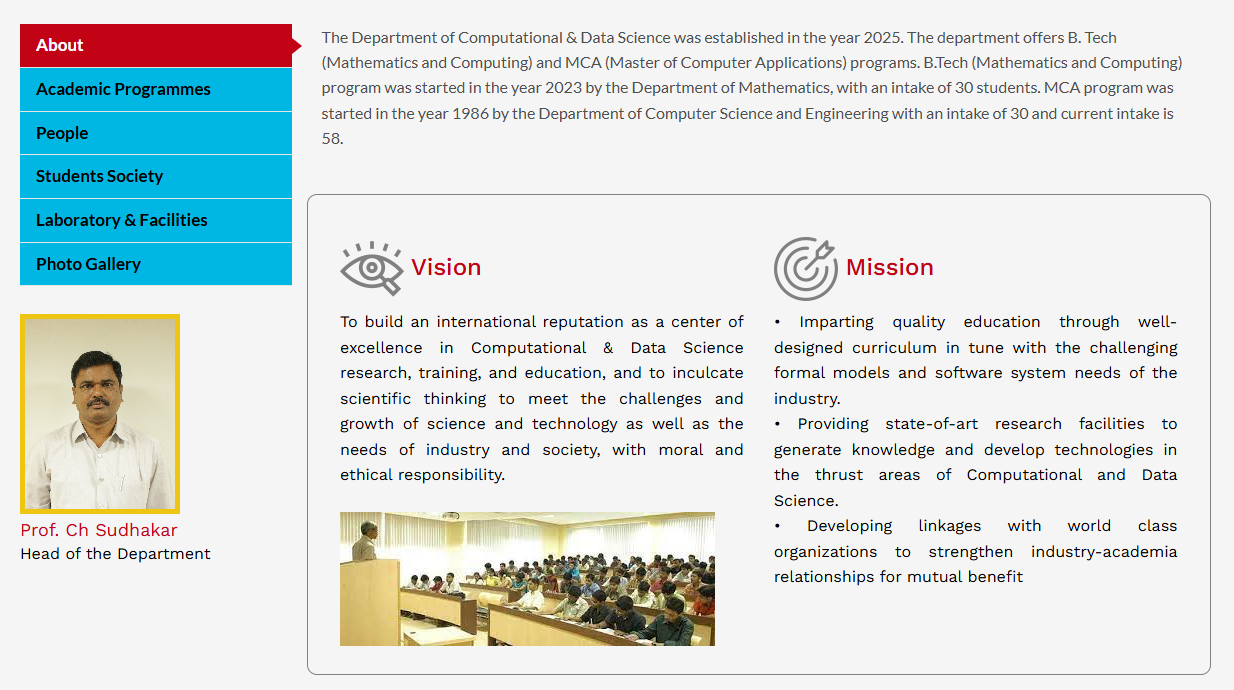 About
Academic Programmes
People
Students Society
Laboratory & Facilities
Photo Gallery
Prof. Ch Sudhakar
Head of the Department
The Department of Computational & Data Science was established in the year 2025. The department offers B. Tech
(Mathematics and Computing) and MCA (Master of Computer Applications) programs. B.Tech (Mathematics and Computing)
program was started in the year 2023 by the Department of Mathematics, with an intake of 30 students. MCA program was
started in the year 1986 by the Department of Computer Science and Engineering with an intake of 30 and current intake is
58.
Vision
To build an international reputation as a center of
excellence in Computational & Data Science
research, training, and education, and to inculcate
scientific thinking to meet the challenges and
growth of science and technology as well as the
needs of industry and society, with moral and
ethical responsibility.
Mission
• Imparting quality education through well-
designed curriculum in tune with the challenging
formal models and software system needs of the
industry.
• Providing state-of-art research facilities to
generate knowledge and develop technologies in
the thrust areas of Computational and Data
Science.
• Developing linkages with world class
organizations to strengthen industry-academia
relationships for mutual benefit